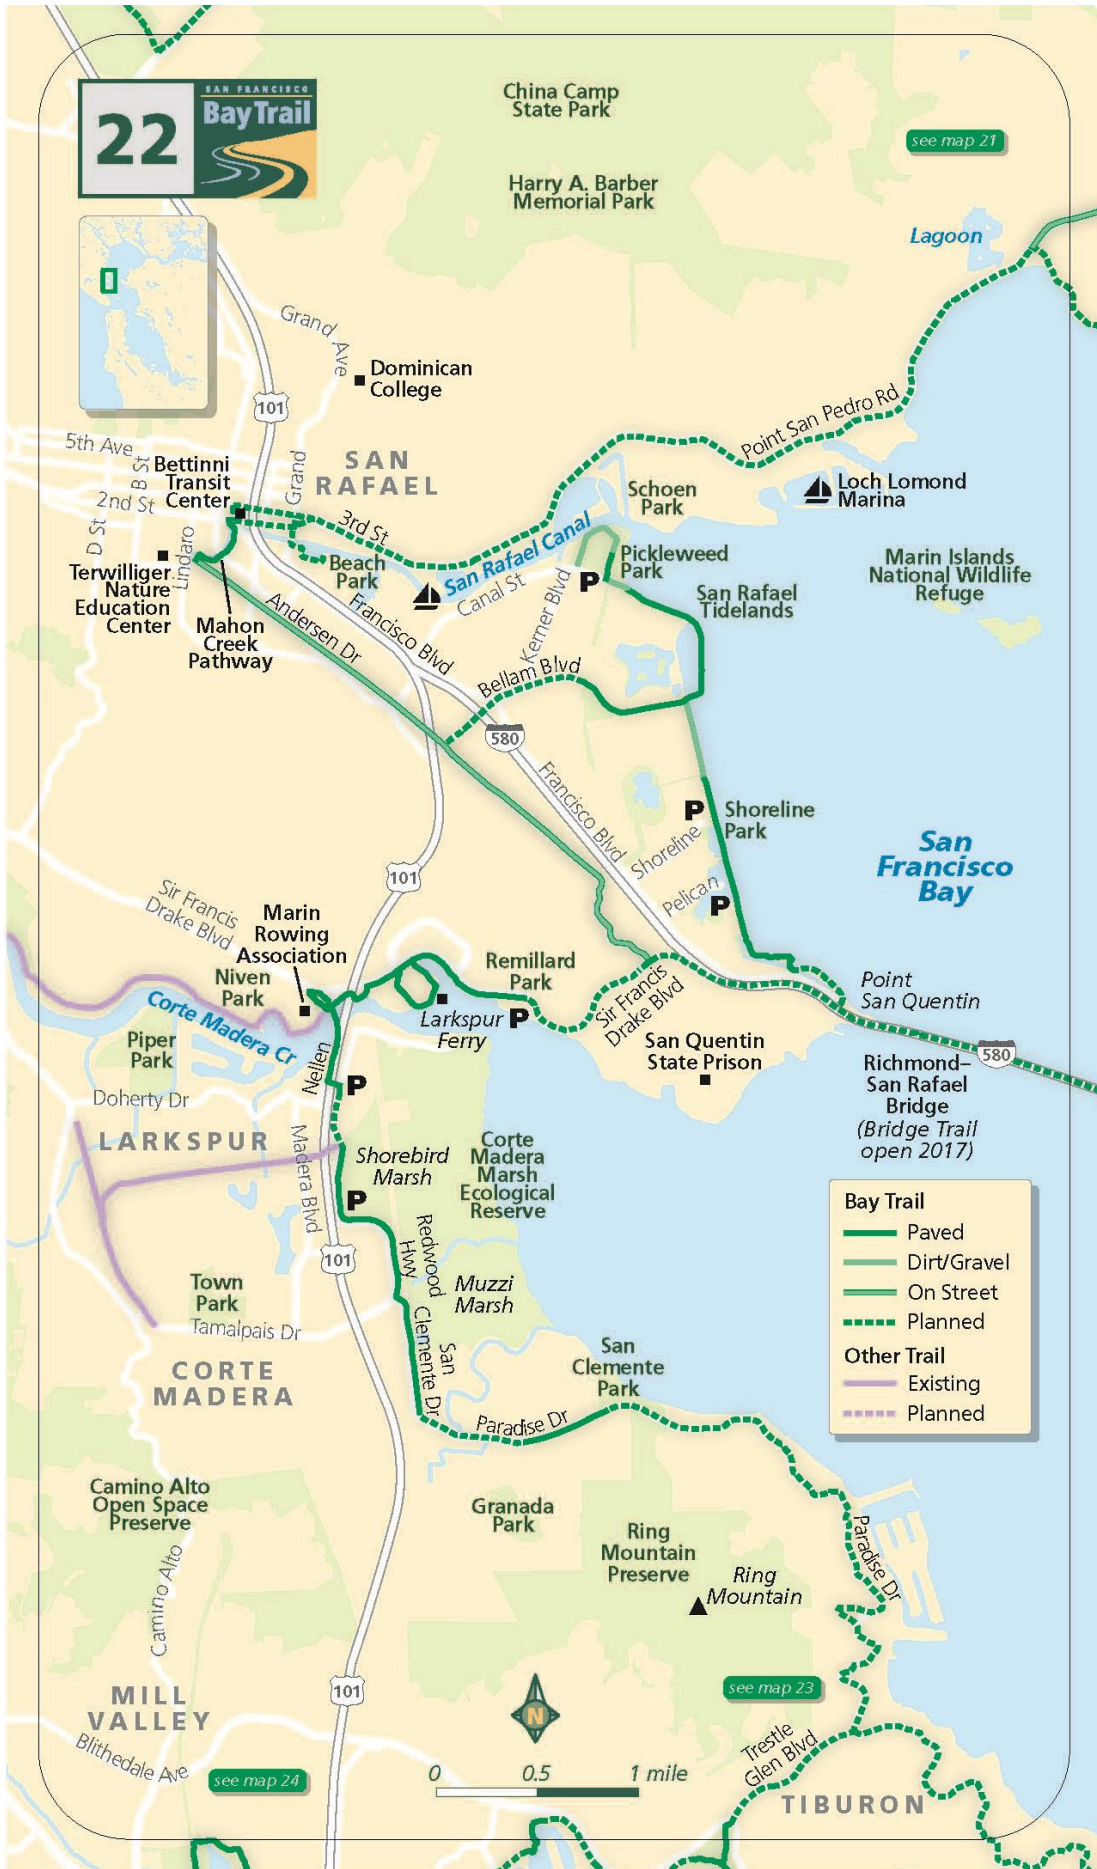 22
SAN FRANCISCO
Bay Trail
China Camp
State Park
see map 21
Harry A. Barber
Memorial Park
Lagoon
Grand Ave
Dominican
College
101
Point San Pedro Rd
5th Ave
B St
Bettinni
Transit
Center
Grand
SAN
RAFAEL
2nd St
D St
Lindaro
3rd St
Schoen
Park
Loch Lomond
Marina
San Rafael Canal
Terwilliger
Nature
Education
Center
Mahon
Creek
Pathway
Beach
Park
Canal St
P
Pickleweed
Park
Marin Islands
National Wildlife
Refuge
San Rafael
Tidelands
Andersen Dr
Francisco Blvd
Kerner Blvd
Bellam Blvd
580
Francisco Blvd
P
Shoreline
Park
Shoreline
Pelican
P
San
Francisco
Bay
101
Sir Francis
Drake Blvd
Marin
Rowing
Association
Niven
Park
Remillard
Park
Corte Madera Cr
Larkspur
Ferry
P
Sir Francis
Drake Blvd
Point
San Quentin
San Quentin
State Prison
580
Richmond–
San Rafael
Bridge
(Bridge Trail
open 2017)
Piper
Park
Nellen
P
Doherty Dr
LARKSPUR
Madera Blvd
Shorebird
Marsh
Corte
Madera
Marsh
Ecological
Reserve
P
Redwood
Hwy
101
Muzzi
Marsh
Town
Park
Tamalpais Dr
San
Clemente Dr
CORTE
MADERA
San
Clemente
Park
Paradise Dr
Bay Trail
Paved
Dirt/Gravel
On Street
Planned
Other Trail
Existing
Planned
Camino Alto
Open Space
Preserve
Granada
Park
Ring
Mountain
Preserve
Ring
Mountain
Paradise Dr
Camino Alto
101
see map 23
MILL
VALLEY
N
Blithedale Ave
see map 24
0 0.5 1 mile
Trestle
Glen Blvd
TIBURON